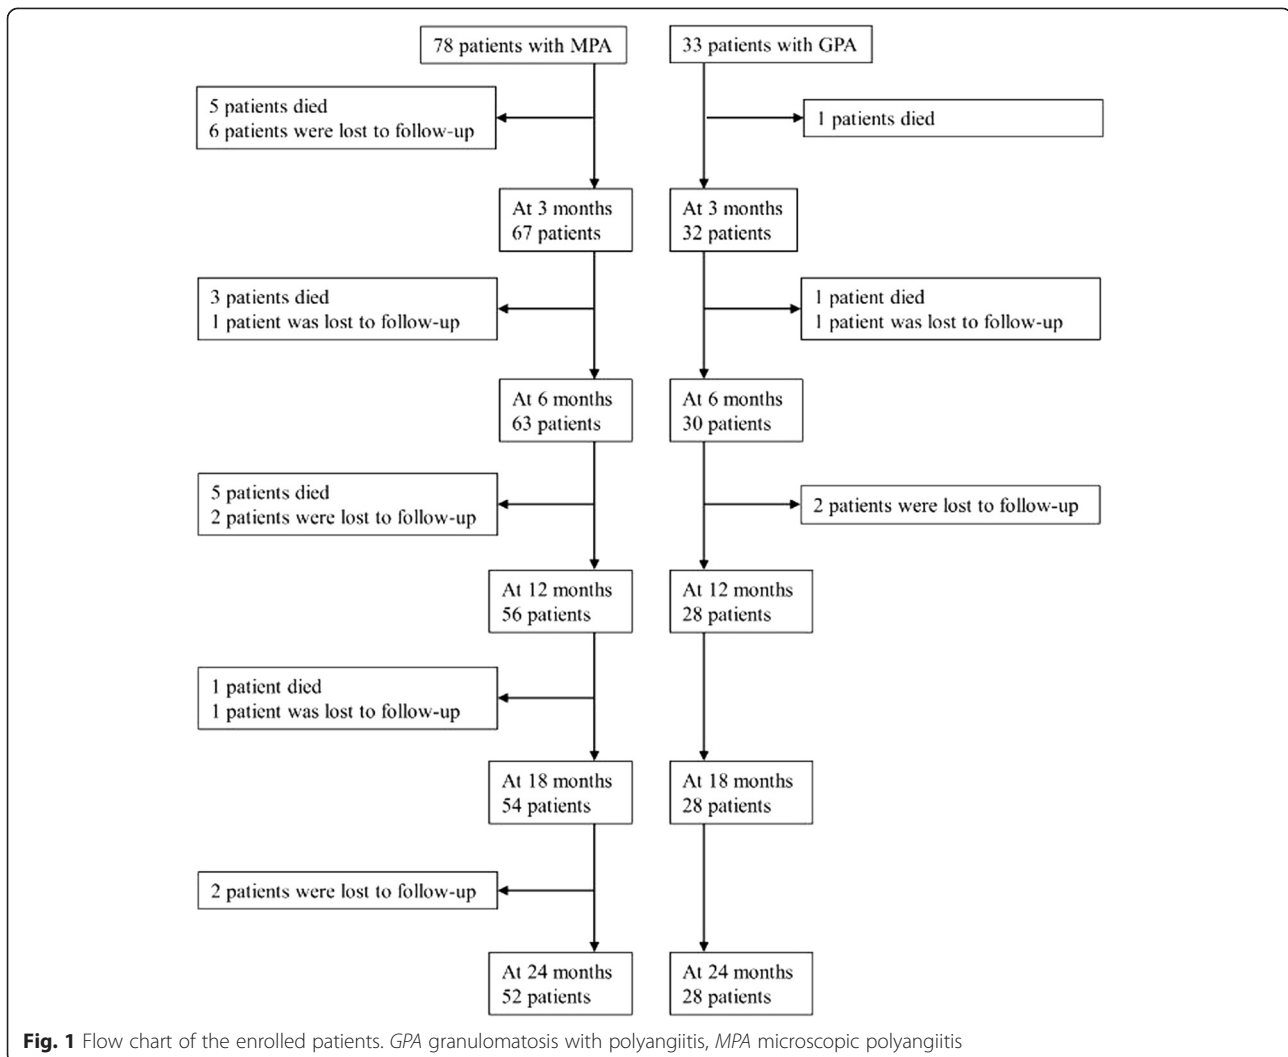 78 patients with MPA
33 patients with GPA
5 patients died
6 patients were lost to follow-up
1 patients died
At 3 months
67 patients
At 3 months
32 patients
3 patients died
1 patient was lost to follow-up
1 patient died
1 patient was lost to follow-up
At 6 months
63 patients
At 6 months
30 patients
5 patients died
2 patients were lost to follow-up
2 patients were lost to follow-up
At 12 months
56 patients
At 12 months
28 patients
1 patient died
1 patient was lost to follow-up
At 18 months
54 patients
At 18 months
28 patients
2 patients were lost to follow-up
At 24 months
52 patients
At 24 months
28 patients
Fig. 1 Flow chart of the enrolled patients. GPA granulomatosis with polyangiitis, MPA microscopic polyangiitis